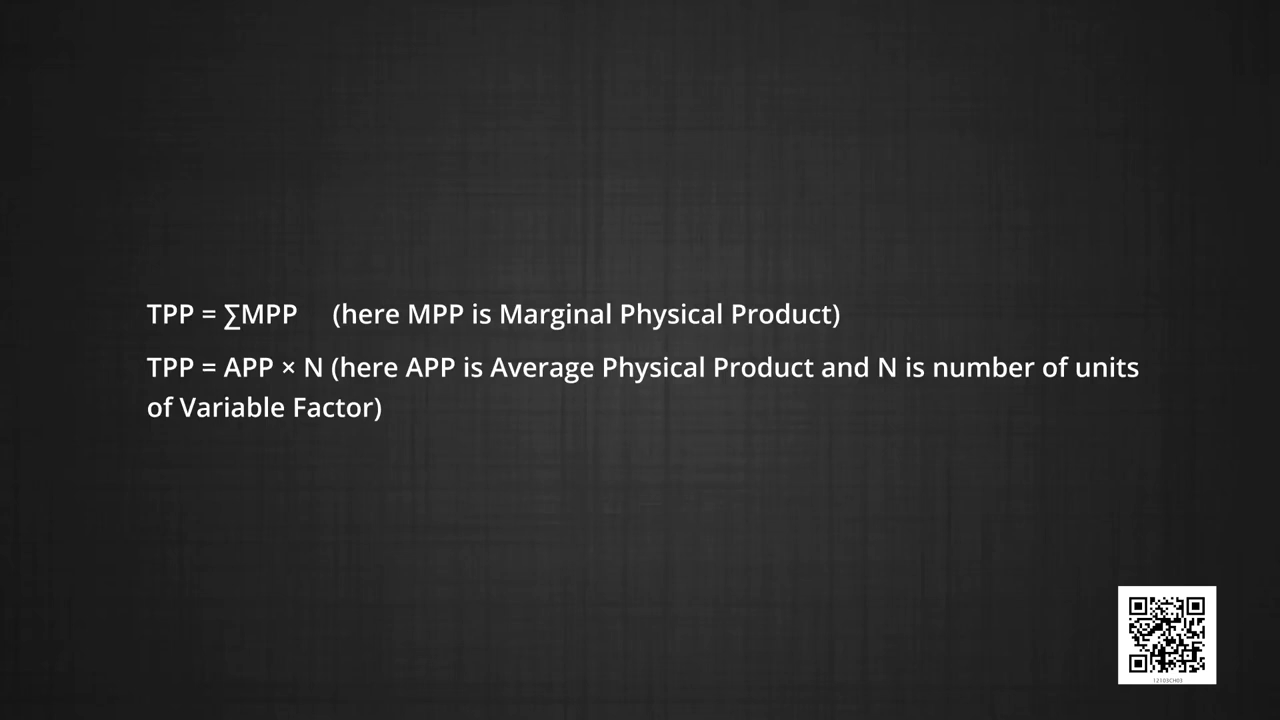 TPP = ∑MPP (here MPP is Marginal Physical Product)
TPP = APP × N (here APP is Average Physical Product and N is number of units
of Variable Factor)
12103CH03